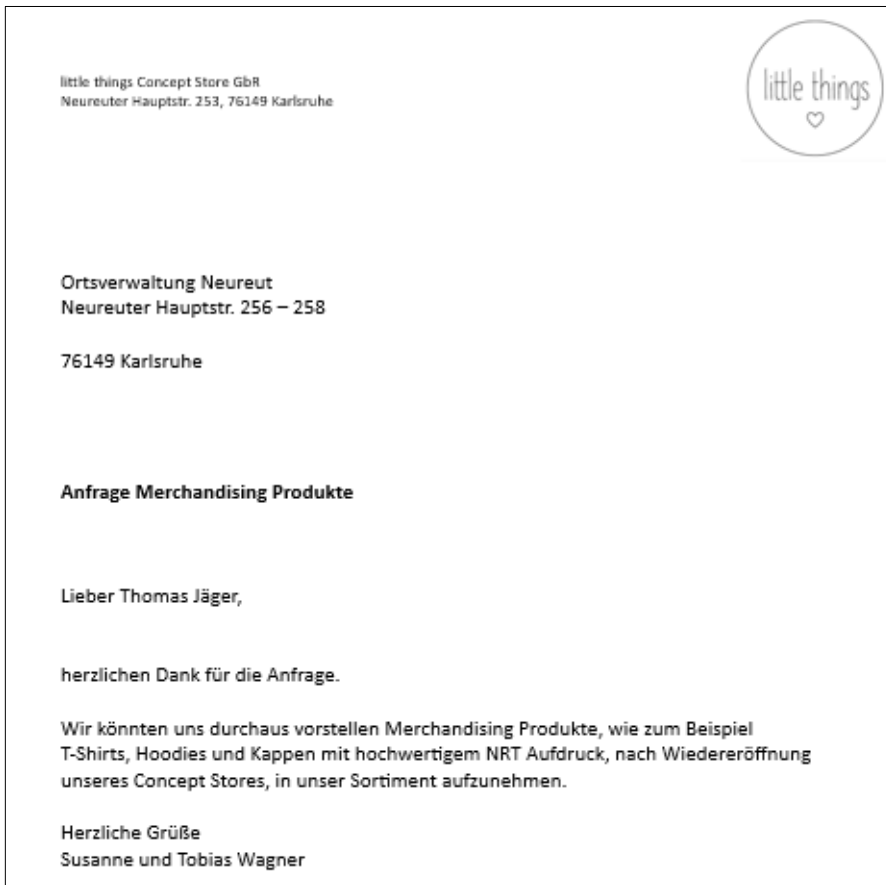 little things Concept Store GbR
Neureuter Hauptstr. 253, 76149 Karlsruhe
little things
Ortsverwaltung Neureut
Neureuter Hauptstr. 256 – 258
76149 Karlsruhe
Anfrage Merchandising Produkte
Lieber Thomas Jäger,
herzlichen Dank für die Anfrage.
Wir könnten uns durchaus vorstellen Merchandising Produkte, wie zum Beispiel
T-Shirts, Hoodies und Kappen mit hochwertigem NRT Aufdruck, nach Wiedereröffnung
unseres Concept Stores, in unser Sortiment aufzunehmen.
Herzliche Grüße
Susanne und Tobias Wagner